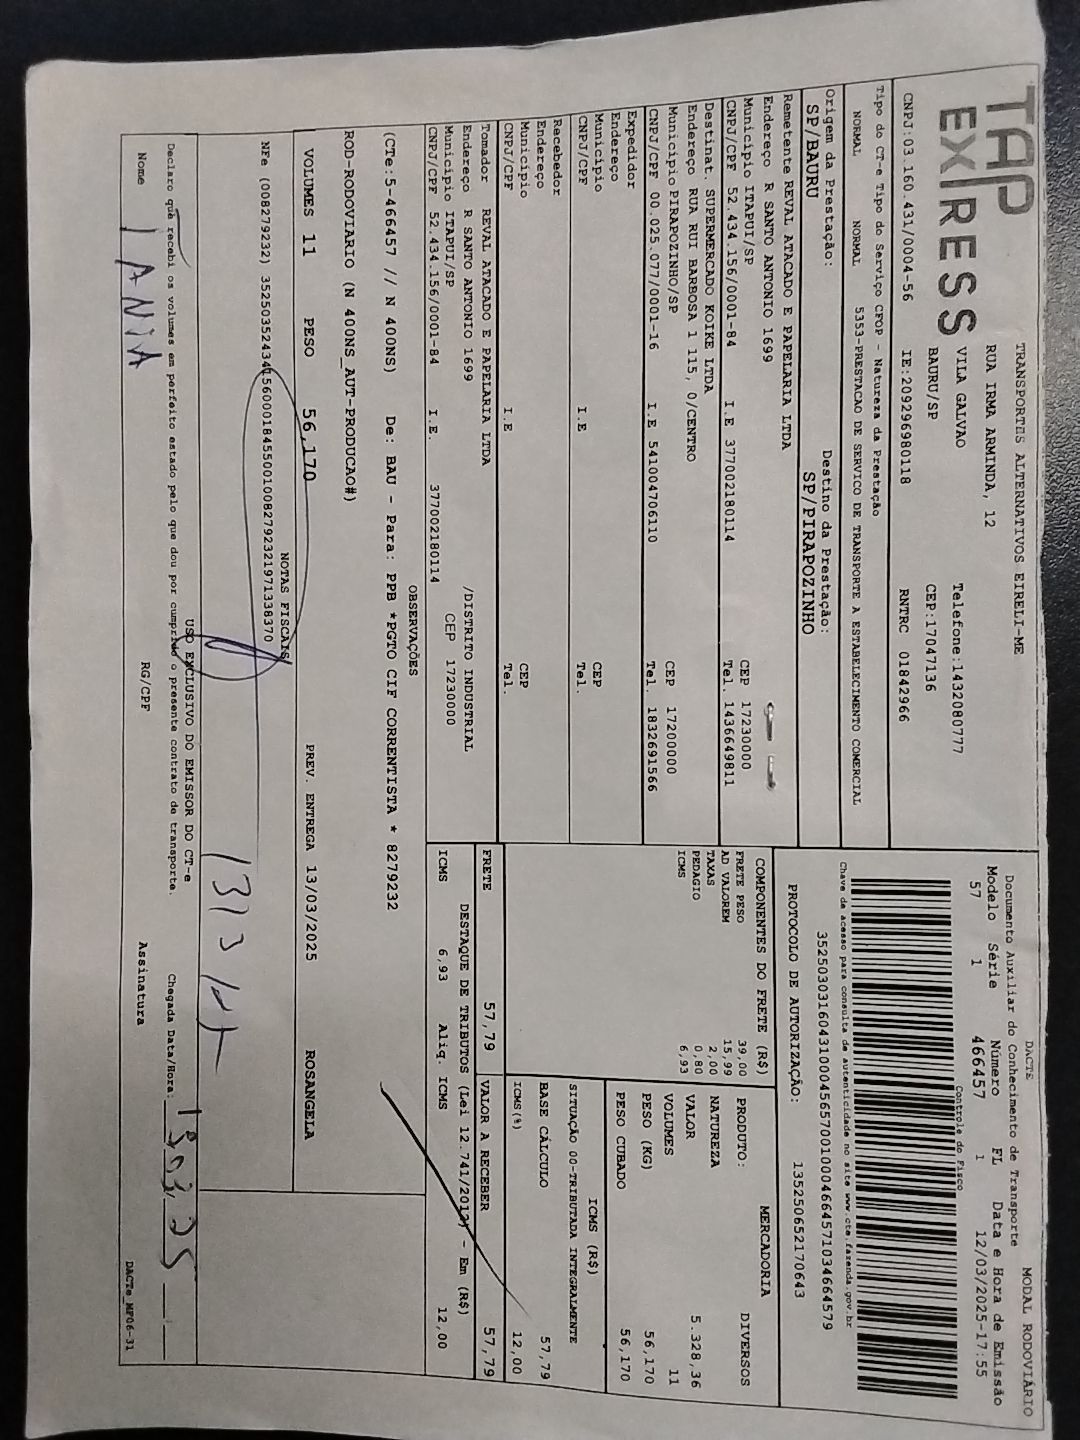 TAP
EXPRESS
TRANSPORTES ALTERNATIVOS EIRELI-ME
RUA IRMA ARMINDA, 12
VILA GALVAO Telefone:1432080777
BAURU/SP CEP:17047136
CNPJ:03.160.431/0004-56 IE:209296980118 RNTRC 01842966
DACTE MODAL RODOVIÁRIO
Documento Auxiliar do Conhecimento de Transporte
Modelo Série Número FL Data e Hora de Emissão
57 1 466457 1 12/03/2025-17:55
Controle do Fisco
Chave de acesso para consulta de autenticidade no site www.cte.fazenda.gov.br
35250303160431000456570010004664571034664579
PROTOCOLO DE AUTORIZAÇÃO: 135250652170643
Tipo do CT-e Tipo do Serviço CFOP - Natureza da Prestação
NORMAL NORMAL 5353-PRESTACAO DE SERVICO DE TRANSPORTE A ESTABELECIMENTO COMERCIAL
Origem da Prestação: Destino da Prestação:
SP/BAURU SP/PIRAPOZINHO
Remetente REVAL ATACADO E PAPELARIA LTDA
Endereço R SANTO ANTONIO 1699
Município ITAPUI/SP CEP 17230000
CNPJ/CPF 52.434.156/0001-84 I.E 377002180114 Tel. 1436649811
Destinat. SUPERMERCADO KOIKE LTDA
Endereço RUA RUI BARBOSA 1 115, 0/CENTRO
Município PIRAPOZINHO/SP CEP 17200000
CNPJ/CPF 00.025.077/0001-16 I.E 541004706110 Tel. 1832691566
Expedidor
Endereço
Município CEP
CNPJ/CPF I.E Tel.
Recebedor
Endereço
Município CEP
CNPJ/CPF I.E Tel.
Tomador REVAL ATACADO E PAPELARIA LTDA
Endereço R SANTO ANTONIO 1699 /DISTRITO INDUSTRIAL
Município ITAPUI/SP CEP 17230000
CNPJ/CPF 52.434.156/0001-84 I.E. 377002180114
COMPONENTES DO FRETE (R$)
FRETE PESO 39,00
AD VALOREM 15,99
TAXAS 2,00
PEDAGIO 0,80
ICMS 6,93
MERCADORIA
PRODUTO: DIVERSOS
NATUREZA
VALOR 5.328,36
VOLUMES 11
PESO (KG) 56,170
PESO CUBADO 56,170
ICMS (R$)
SITUAÇÃO 00-TRIBUTADA INTEGRALMENTE
BASE CÁLCULO 57,79
ICMS(%) 12,00
FRETE 57,79 VALOR A RECEBER 57,79
DESTAQUE DE TRIBUTOS (Lei 12.741/2012) - Em (R$)
ICMS 6,93 Aliq. ICMS 12,00
OBSERVAÇÕES
(CTe:5-466457 // N 400NS) De: BAU - Para: PPB *PGTO CIF CORRENTISTA * 8279232
ROD-RODOVIARIO (N 400NS_AUT-PRODUCAO#)
VOLUMES 11 PESO 56,170 PREV. ENTREGA 13/03/2025 ROSANGELA
NOTAS FISCAIS
NFe (008279232) 35250352434156000184550010082792321971338370
USO EXCLUSIVO DO EMISSOR DO CT-e
Declaro que recebi os volumes em perfeito estado pelo que dou por cumprido o presente contrato de transporte. Chegada Data/Hora:
Nome RG/CPF Assinatura
DACTe_MF06-31